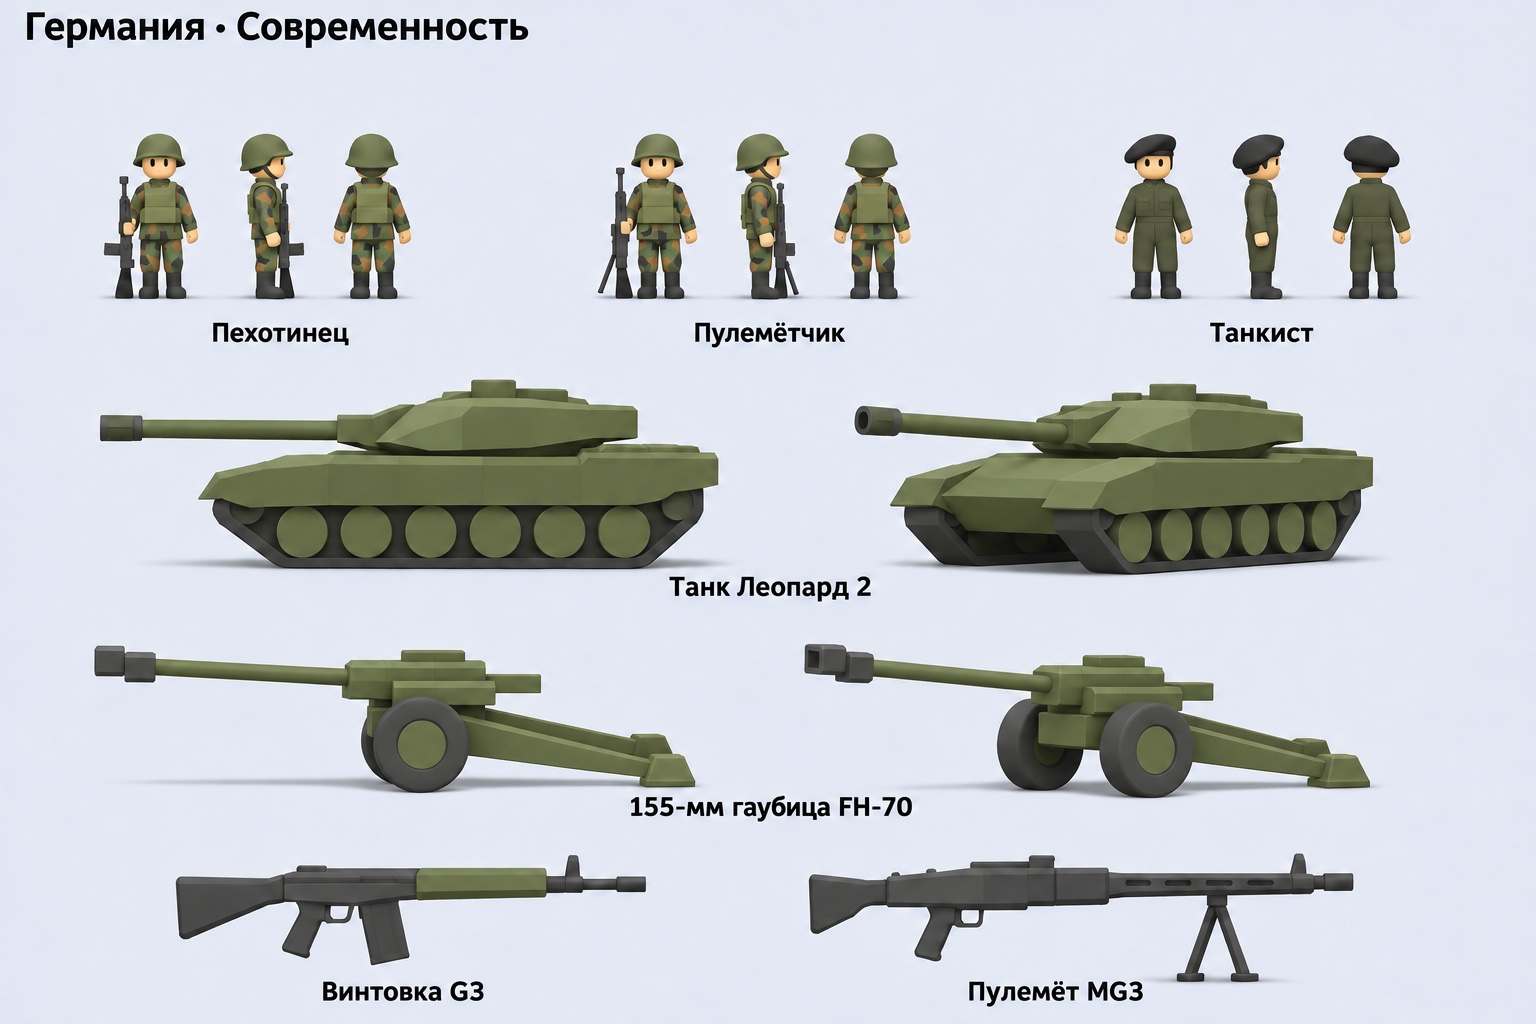 Германия • Современность
Пехотинец
Пулемётчик
Танкист
Танк Леопард 2
155-мм гаубица FH-70
Винтовка G3
Пулемёт MG3